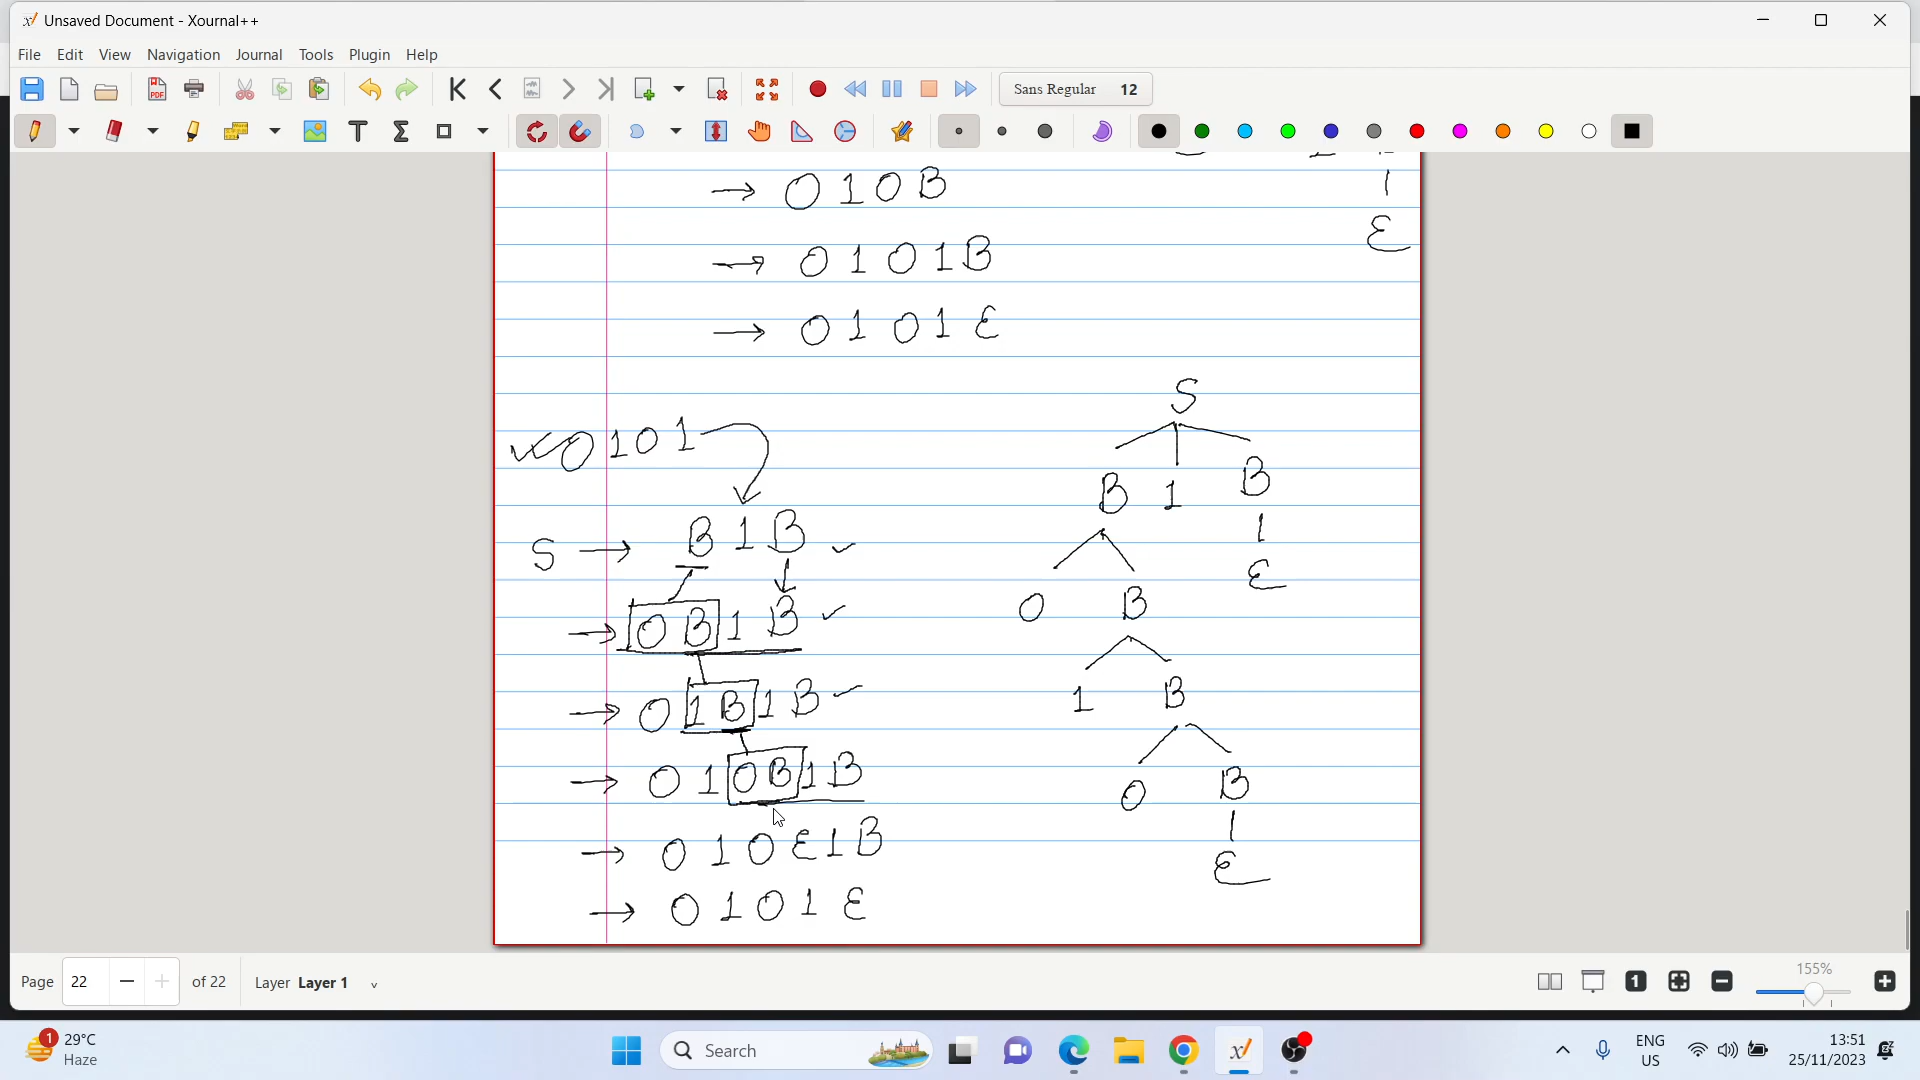 Unsaved Document - Xournal++
File Edit View Navigation Journal Tools Plugin Help
PDF
Sans Regular 12
→ 0 1 0 B
→ 0 1 0 1 B
→ 0 1 0 1 ε
ε
0 1 0 1
S → B 1 B
→ 0 B 1 B
→ 0 1 B 1 B
→ 0 1 0 B 1 B
→ 0 1 0 ε 1 B
→ 0 1 0 1 ε
S
B 1 B
ε
0 B
1 B
0 B
ε
Page 22 of 22 Layer Layer 1
155%
1
1 29°C
Haze
Search
ENG
US
13:51
25/11/2023